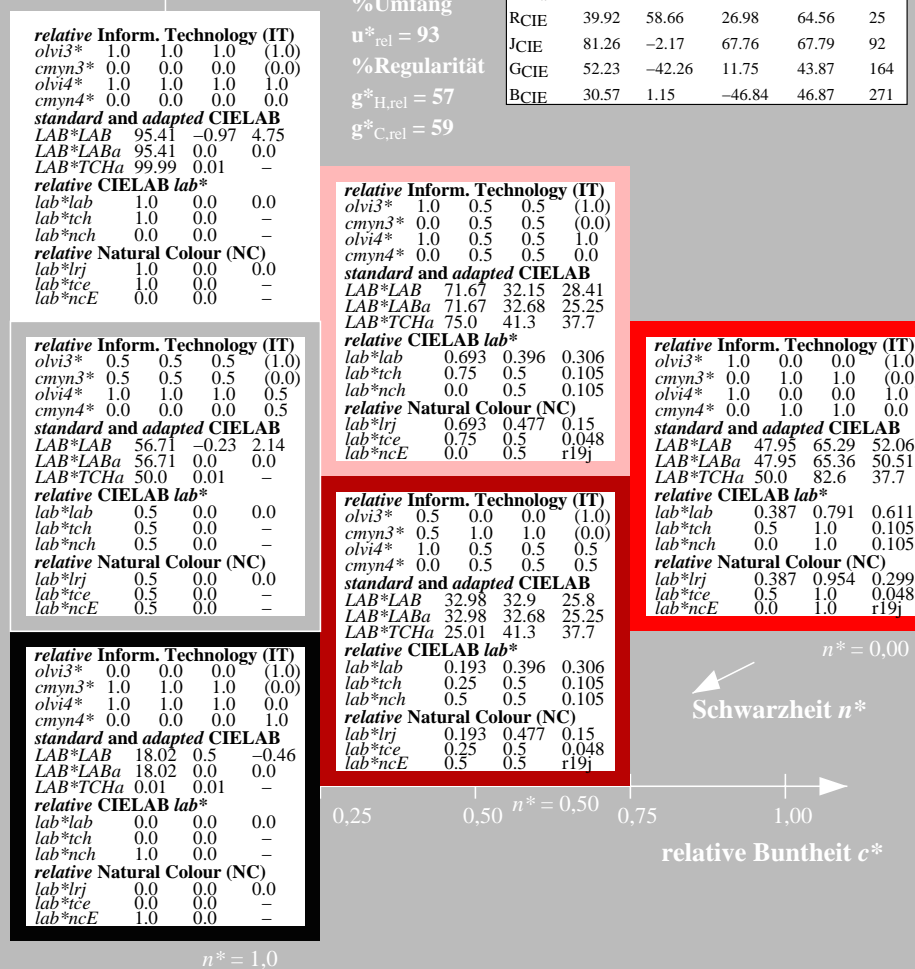 %Umfang
u*rel = 93
%Regularität
g*H,rel = 57
g*C,rel = 59
RCIE 39.92 58.66 26.98 64.56 25
JCIE 81.26 −2.17 67.76 67.79 92
GCIE 52.23 −42.26 11.75 43.87 164
BCIE 30.57 1.15 −46.84 46.87 271
relative Inform. Technology (IT)
olvi3* 1.0 1.0 1.0 (1.0)
cmyn3* 0.0 0.0 0.0 (0.0)
olvi4* 1.0 1.0 1.0 1.0
cmyn4* 0.0 0.0 0.0 0.0
standard and adapted CIELAB
LAB*LAB 95.41 −0.97 4.75
LAB*LABa 95.41 0.0 0.0
LAB*TCHa 99.99 0.01 –
relative CIELAB lab*
lab*lab 1.0 0.0 0.0
lab*tch 1.0 0.0 –
lab*nch 0.0 0.0 –
relative Natural Colour (NC)
lab*lrj 1.0 0.0 0.0
lab*tce 1.0 0.0 –
lab*ncE 0.0 0.0 –
relative Inform. Technology (IT)
olvi3* 1.0 0.5 0.5 (1.0)
cmyn3* 0.0 0.5 0.5 (0.0)
olvi4* 1.0 0.5 0.5 1.0
cmyn4* 0.0 0.5 0.5 0.0
standard and adapted CIELAB
LAB*LAB 71.67 32.15 28.41
LAB*LABa 71.67 32.68 25.25
LAB*TCHa 75.0 41.3 37.7
relative CIELAB lab*
lab*lab 0.693 0.396 0.306
lab*tch 0.75 0.5 0.105
lab*nch 0.0 0.5 0.105
relative Natural Colour (NC)
lab*lrj 0.693 0.477 0.15
lab*tce 0.75 0.5 0.048
lab*ncE 0.0 0.5 r19j
relative Inform. Technology (IT)
olvi3* 0.5 0.5 0.5 (1.0)
cmyn3* 0.5 0.5 0.5 (0.0)
olvi4* 1.0 1.0 1.0 0.5
cmyn4* 0.0 0.0 0.0 0.5
standard and adapted CIELAB
LAB*LAB 56.71 −0.23 2.14
LAB*LABa 56.71 0.0 0.0
LAB*TCHa 50.0 0.01 –
relative CIELAB lab*
lab*lab 0.5 0.0 0.0
lab*tch 0.5 0.0 –
lab*nch 0.5 0.0 –
relative Natural Colour (NC)
lab*lrj 0.5 0.0 0.0
lab*tce 0.5 0.0 –
lab*ncE 0.5 0.0 –
relative Inform. Technology (IT)
olvi3* 1.0 0.0 0.0 (1.0
cmyn3* 0.0 1.0 1.0 (0.0
olvi4* 1.0 0.0 0.0 1.0
cmyn4* 0.0 1.0 1.0 0.0
standard and adapted CIELAB
LAB*LAB 47.95 65.29 52.06
LAB*LABa 47.95 65.36 50.51
LAB*TCHa 50.0 82.6 37.7
relative CIELAB lab*
lab*lab 0.387 0.791 0.611
lab*tch 0.5 1.0 0.105
lab*nch 0.0 1.0 0.105
relative Natural Colour (NC)
lab*lrj 0.387 0.954 0.299
lab*tce 0.5 1.0 0.048
lab*ncE 0.0 1.0 r19j
relative Inform. Technology (IT)
olvi3* 0.5 0.0 0.0 (1.0)
cmyn3* 0.5 1.0 1.0 (0.0)
olvi4* 1.0 0.5 0.5 0.5
cmyn4* 0.0 0.5 0.5 0.5
standard and adapted CIELAB
LAB*LAB 32.98 32.9 25.8
LAB*LABa 32.98 32.68 25.25
LAB*TCHa 25.01 41.3 37.7
relative CIELAB lab*
lab*lab 0.193 0.396 0.306
lab*tch 0.25 0.5 0.105
lab*nch 0.5 0.5 0.105
relative Natural Colour (NC)
lab*lrj 0.193 0.477 0.15
lab*tce 0.25 0.5 0.048
lab*ncE 0.5 0.5 r19j
relative Inform. Technology (IT)
olvi3* 0.0 0.0 0.0 (1.0)
cmyn3* 1.0 1.0 1.0 (0.0)
olvi4* 1.0 1.0 1.0 0.0
cmyn4* 0.0 0.0 0.0 1.0
standard and adapted CIELAB
LAB*LAB 18.02 0.5 −0.46
LAB*LABa 18.02 0.0 0.0
LAB*TCHa 0.01 0.01 –
relative CIELAB lab*
lab*lab 0.0 0.0 0.0
lab*tch 0.0 0.0 –
lab*nch 1.0 0.0 –
relative Natural Colour (NC)
lab*lrj 0.0 0.0 0.0
lab*tce 0.0 0.0 –
lab*ncE 1.0 0.0 –
n* = 0,00
Schwarzheit n*
0,25 0,50 n* = 0,50 0,75 1,00
relative Buntheit c*
n* = 1,0